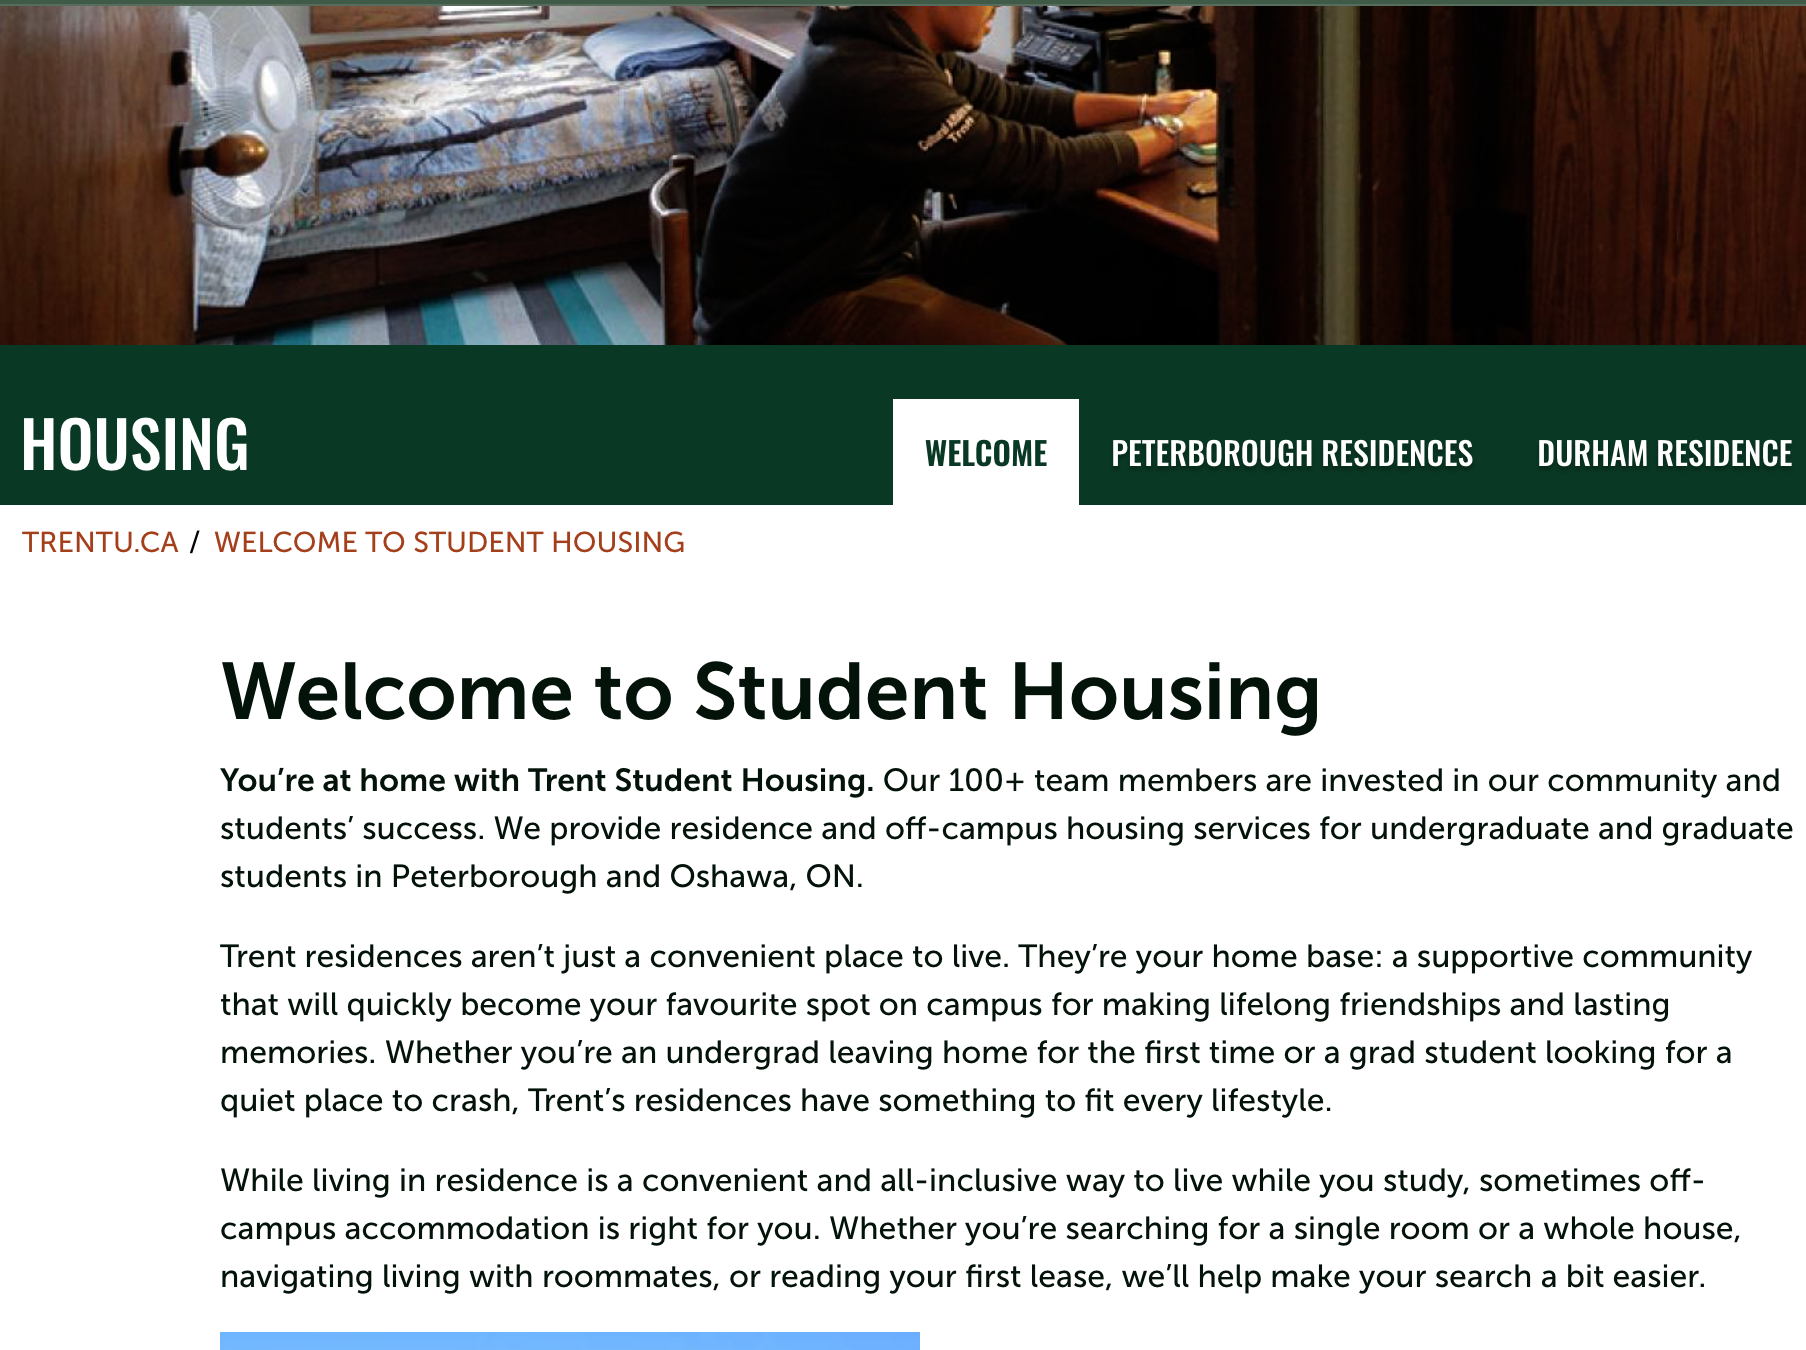 Cultural Affairs
Trent
HOUSING
WELCOME
PETERBOROUGH RESIDENCES
DURHAM RESIDENCE
TRENTU.CA / WELCOME TO STUDENT HOUSING
Welcome to Student Housing
You’re at home with Trent Student Housing. Our 100+ team members are invested in our community and
students’ success. We provide residence and off-campus housing services for undergraduate and graduate
students in Peterborough and Oshawa, ON.
Trent residences aren’t just a convenient place to live. They’re your home base: a supportive community
that will quickly become your favourite spot on campus for making lifelong friendships and lasting
memories. Whether you’re an undergrad leaving home for the first time or a grad student looking for a
quiet place to crash, Trent’s residences have something to fit every lifestyle.
While living in residence is a convenient and all-inclusive way to live while you study, sometimes off-
campus accommodation is right for you. Whether you’re searching for a single room or a whole house,
navigating living with roommates, or reading your first lease, we’ll help make your search a bit easier.